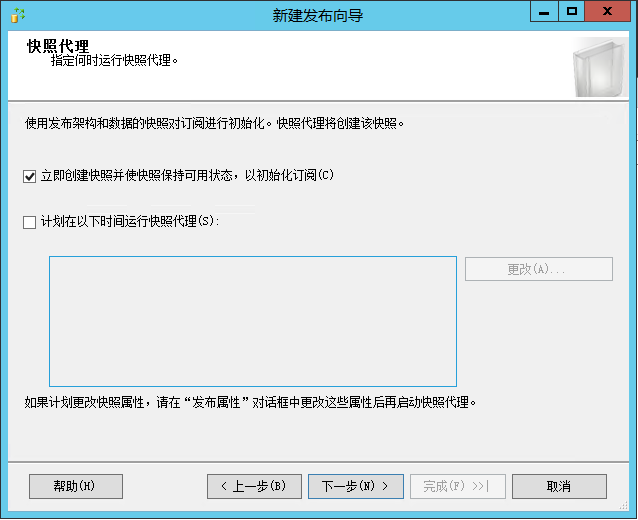 新建发布向导
快照代理
指定何时运行快照代理。
使用发布架构和数据的快照对订阅进行初始化。快照代理将创建该快照。
立即创建快照并使快照保持可用状态，以初始化订阅(C)
计划在以下时间运行快照代理(S):
更改(A)...
如果计划更改快照属性，请在“发布属性”对话框中更改这些属性后再启动快照代理。
帮助(H)
< 上一步(B)
下一步(N) >
完成(F) >>|
取消